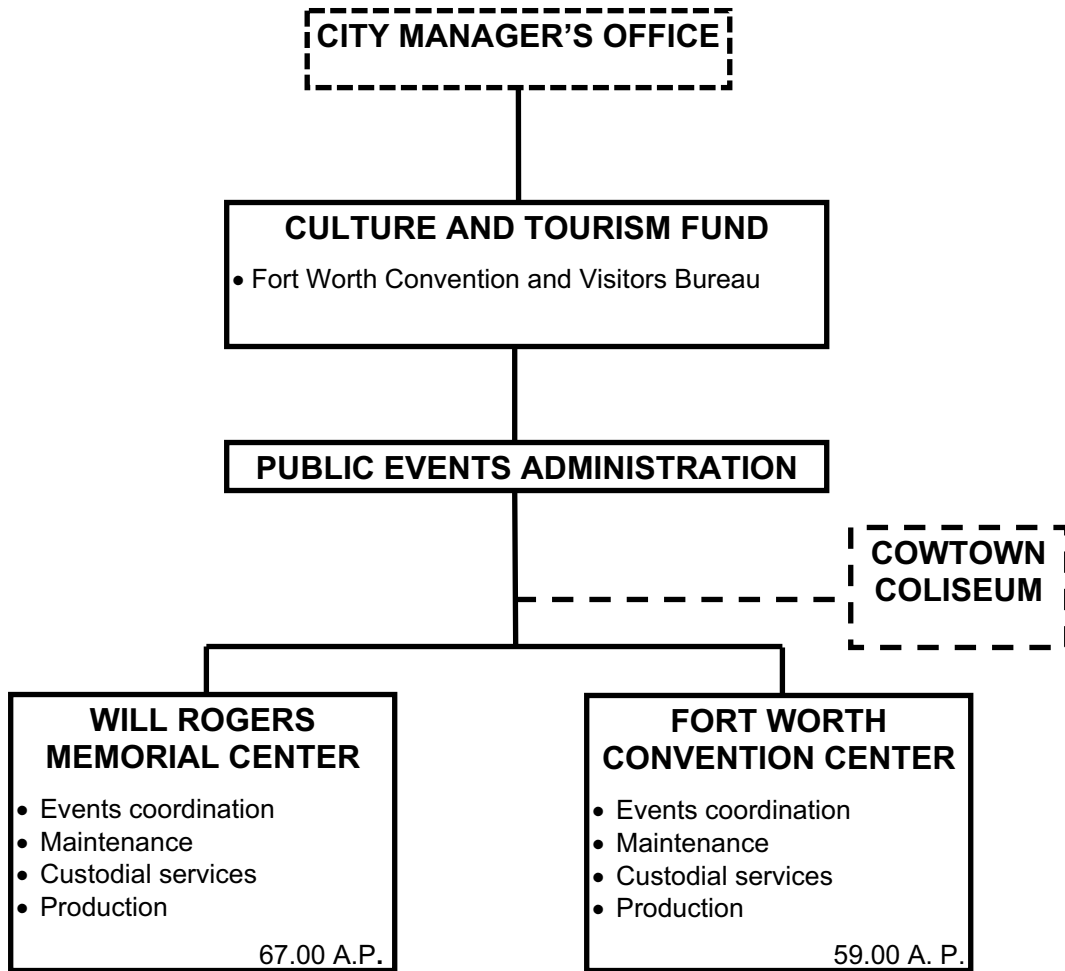 CITY MANAGER’S OFFICE
CULTURE AND TOURISM FUND
• Fort Worth Convention and Visitors Bureau
PUBLIC EVENTS ADMINISTRATION
COWTOWN
COLISEUM
WILL ROGERS
MEMORIAL CENTER
• Events coordination
• Maintenance
• Custodial services
• Production
67.00 A.P.
FORT WORTH
CONVENTION CENTER
• Events coordination
• Maintenance
• Custodial services
• Production
59.00 A. P.